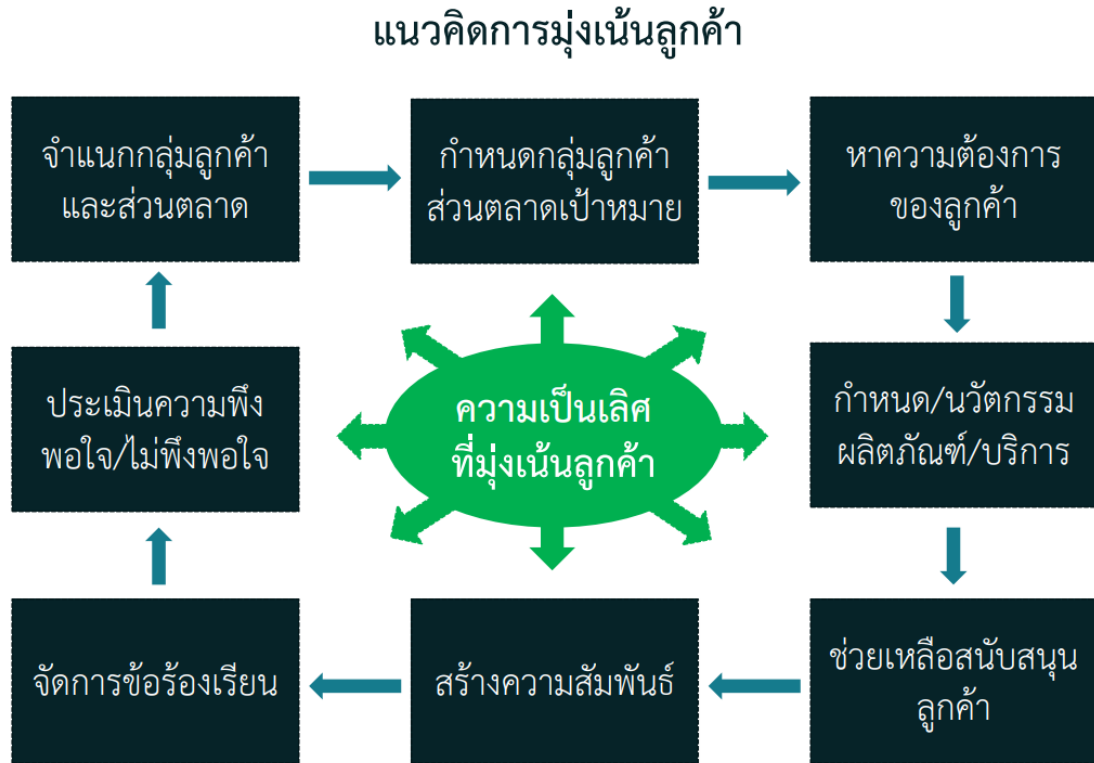 แนวคิดการมุ่งเน้นลูกค้า
จำแนกกลุ่มลูกค้า
และส่วนตลาด
กำหนดกลุ่มลูกค้า
ส่วนตลาดเป้าหมาย
หาความต้องการ
ของลูกค้า
ประเมินความพึง
พอใจ/ไม่พึงพอใจ
ความเป็นเลิศ
ที่มุ่งเน้นลูกค้า
กำหนด/นวัตกรรม
ผลิตภัณฑ์/บริการ
จัดการข้อร้องเรียน
สร้างความสัมพันธ์
ช่วยเหลือสนับสนุน
ลูกค้า